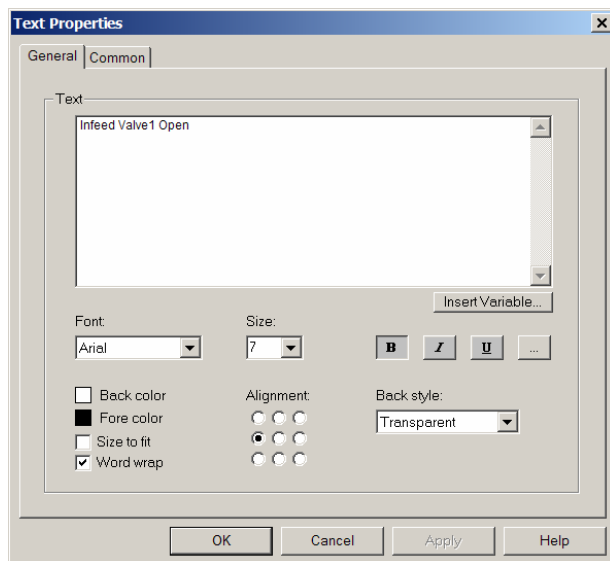 Text Properties
General Common
Text
Infeed Valve1 Open
Insert Variable...
Font: Size:
Arial 7 B I U ...
Back color Alignment: Back style:
Fore color Transparent
Size to fit
Word wrap
OK Cancel Apply Help